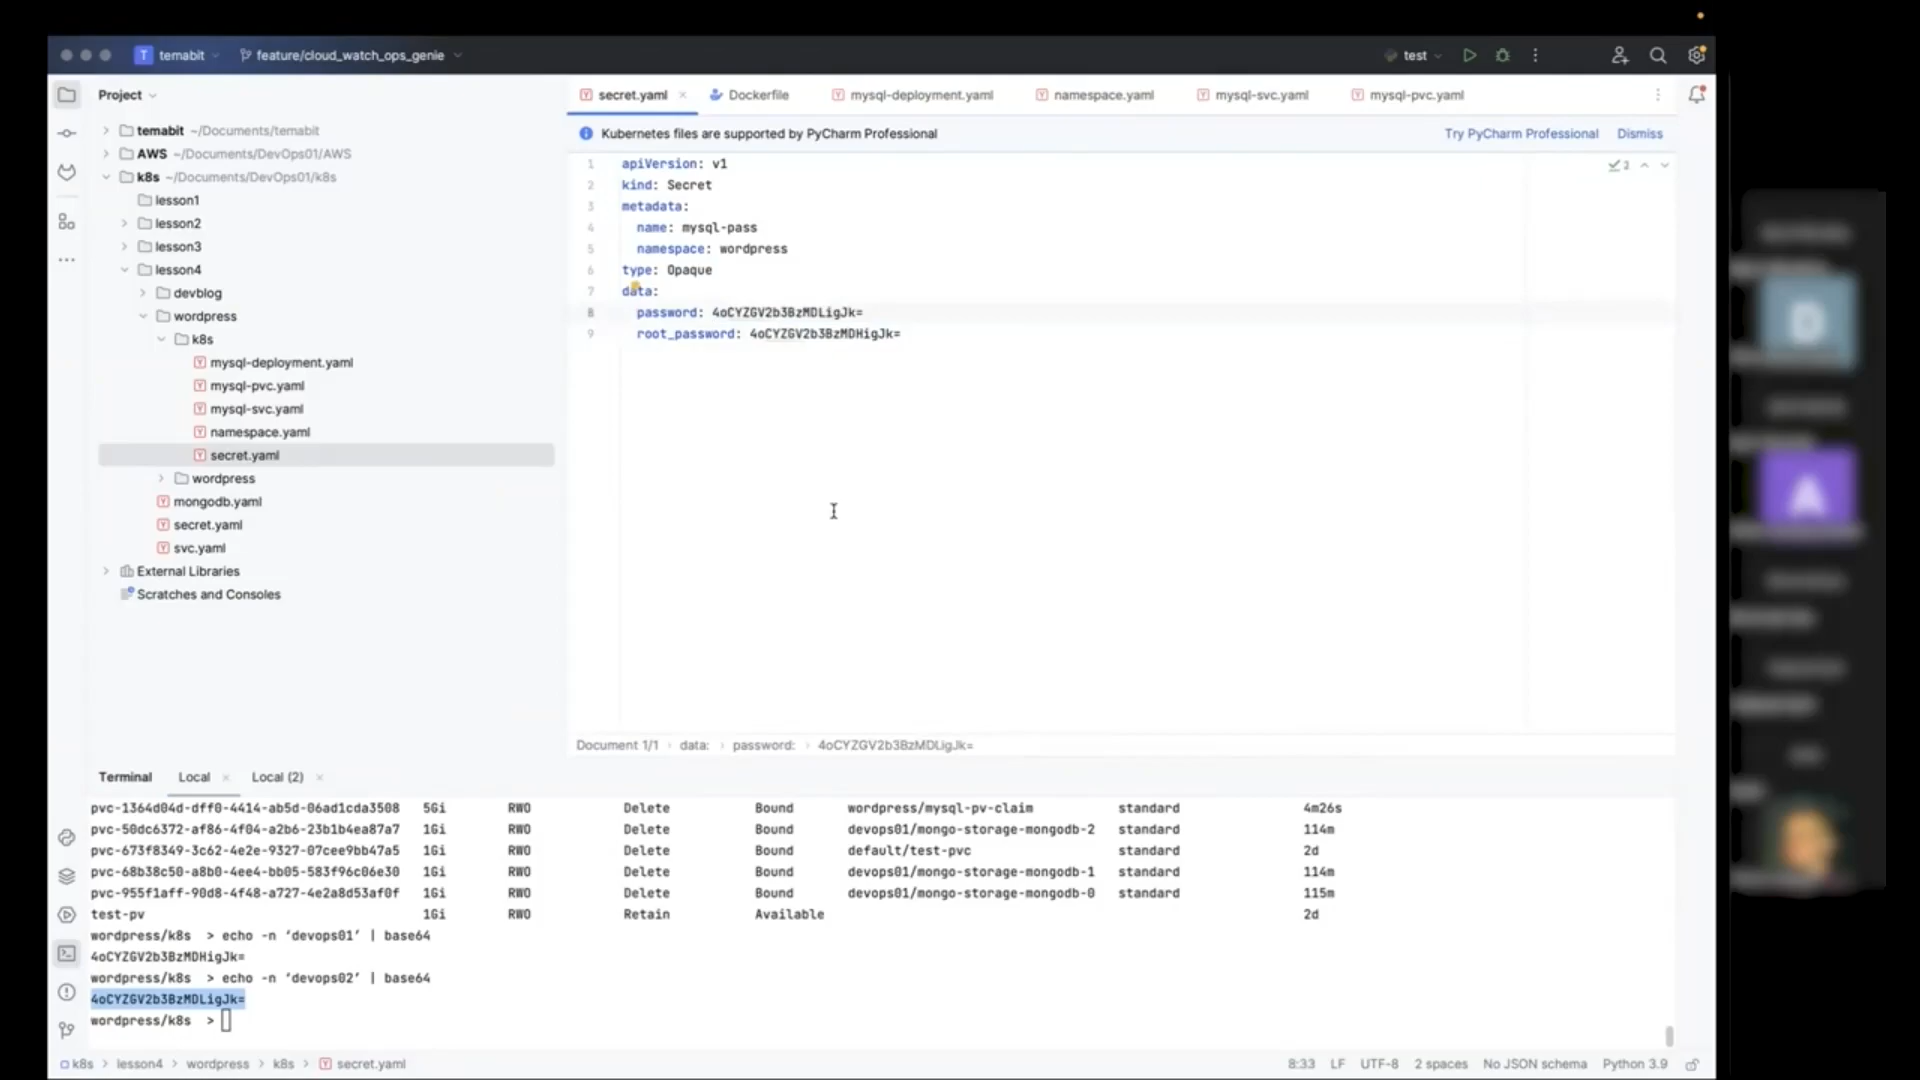 T temabit feature/cloud_watch_ops_genie test
Project
temabit ~/Documents/temabit
AWS ~/Documents/DevOps01/AWS
k8s ~/Documents/DevOps01/k8s
lesson1
lesson2
lesson3
lesson4
devblog
wordpress
k8s
mysql-deployment.yaml
mysql-pvc.yaml
mysql-svc.yaml
namespace.yaml
secret.yaml
wordpress
mongodb.yaml
secret.yaml
svc.yaml
External Libraries
Scratches and Consoles
secret.yaml Dockerfile mysql-deployment.yaml namespace.yaml mysql-svc.yaml mysql-pvc.yaml
Kubernetes files are supported by PyCharm Professional Try PyCharm Professional Dismiss
1 apiVersion: v1
2 kind: Secret
3 metadata:
4 name: mysql-pass
5 namespace: wordpress
6 type: Opaque
7 data:
8 password: 4oCYZGV2b3BzMDLigJk=
9 root_password: 4oCYZGV2b3BzMDHigJk=
2
Document 1/1 data: password: 4oCYZGV2b3BzMDLigJk=
Terminal Local Local (2)
pvc-1364d04d-dff0-4414-ab5d-06ad1cda3508 5Gi RWO Delete Bound wordpress/mysql-pv-claim standard 4m26s
pvc-50dc6372-af86-4f04-a2b6-23b1b4ea87a7 1Gi RWO Delete Bound devops01/mongo-storage-mongodb-2 standard 114m
pvc-673f8349-3c62-4e2e-9327-07cee9bb47a5 1Gi RWO Delete Bound default/test-pvc standard 2d
pvc-68b38c50-a8b0-4ee4-bb05-583f96c06e30 1Gi RWO Delete Bound devops01/mongo-storage-mongodb-1 standard 114m
pvc-955f1aff-90d8-4f48-a727-4e2a8d53af0f 1Gi RWO Delete Bound devops01/mongo-storage-mongodb-0 standard 115m
test-pv 1Gi RWO Retain Available 2d
wordpress/k8s > echo -n ‘devops01’ | base64
4oCYZGV2b3BzMDHigJk=
wordpress/k8s > echo -n ‘devops02’ | base64
4oCYZGV2b3BzMDLigJk=
wordpress/k8s >
k8s > lesson4 > wordpress > k8s > secret.yaml 8:33 LF UTF-8 2 spaces No JSON schema Python 3.9
D
A